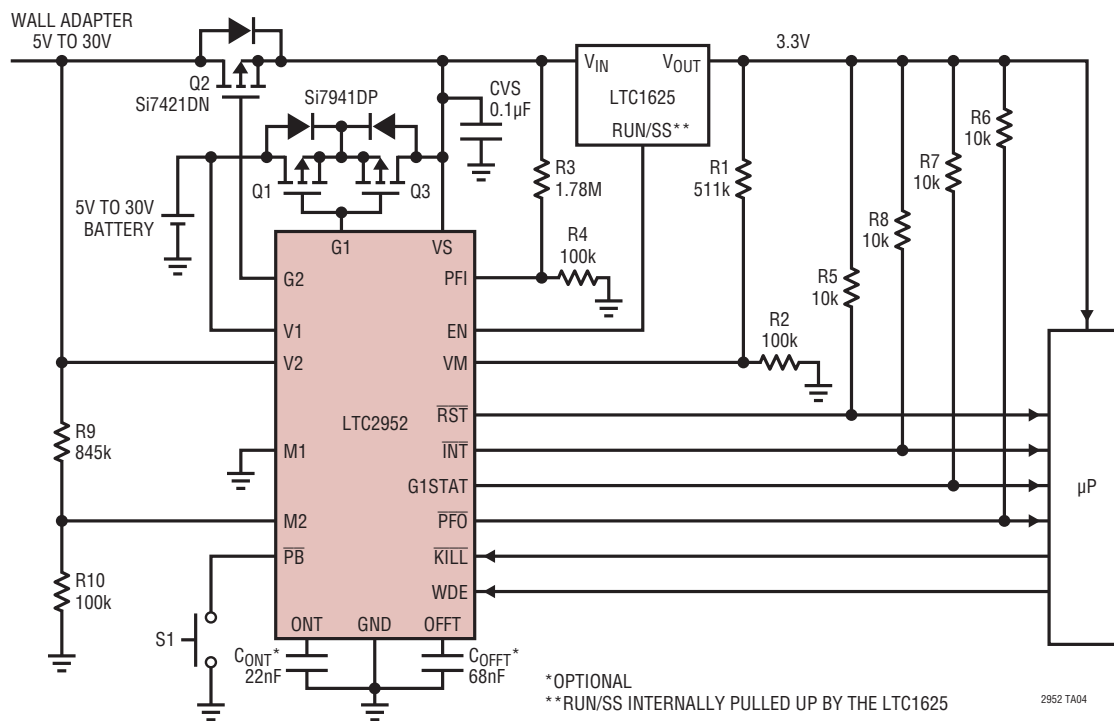 WALL ADAPTER
5V TO 30V
Q2
Si7421DN
Si7941DP
CVS
0.1µF
VIN
VOUT
LTC1625
RUN/SS**
3.3V
Q1
Q3
R3
1.78M
R1
511k
R6
10k
R7
10k
R8
10k
R5
10k
5V TO 30V
BATTERY
R4
100k
R2
100k
G1
VS
G2
PFI
V1
EN
V2
VM
LTC2952
RST
R9
845k
M1
INT
G1STAT
µP
M2
PFO
PB
KILL
R10
100k
WDE
S1
ONT
GND
OFFT
CONT*
22nF
COFFT*
68nF
*OPTIONAL
**RUN/SS INTERNALLY PULLED UP BY THE LTC1625
2952 TA04